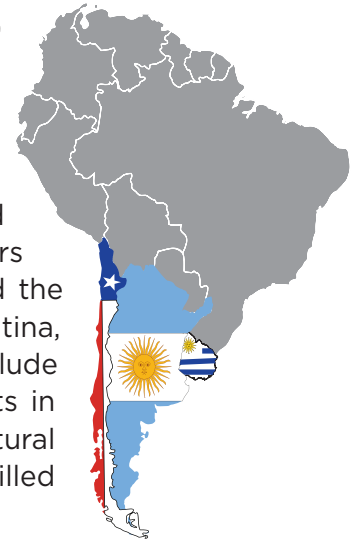 rs
d the
tina,
lude
ts in
tural
illed